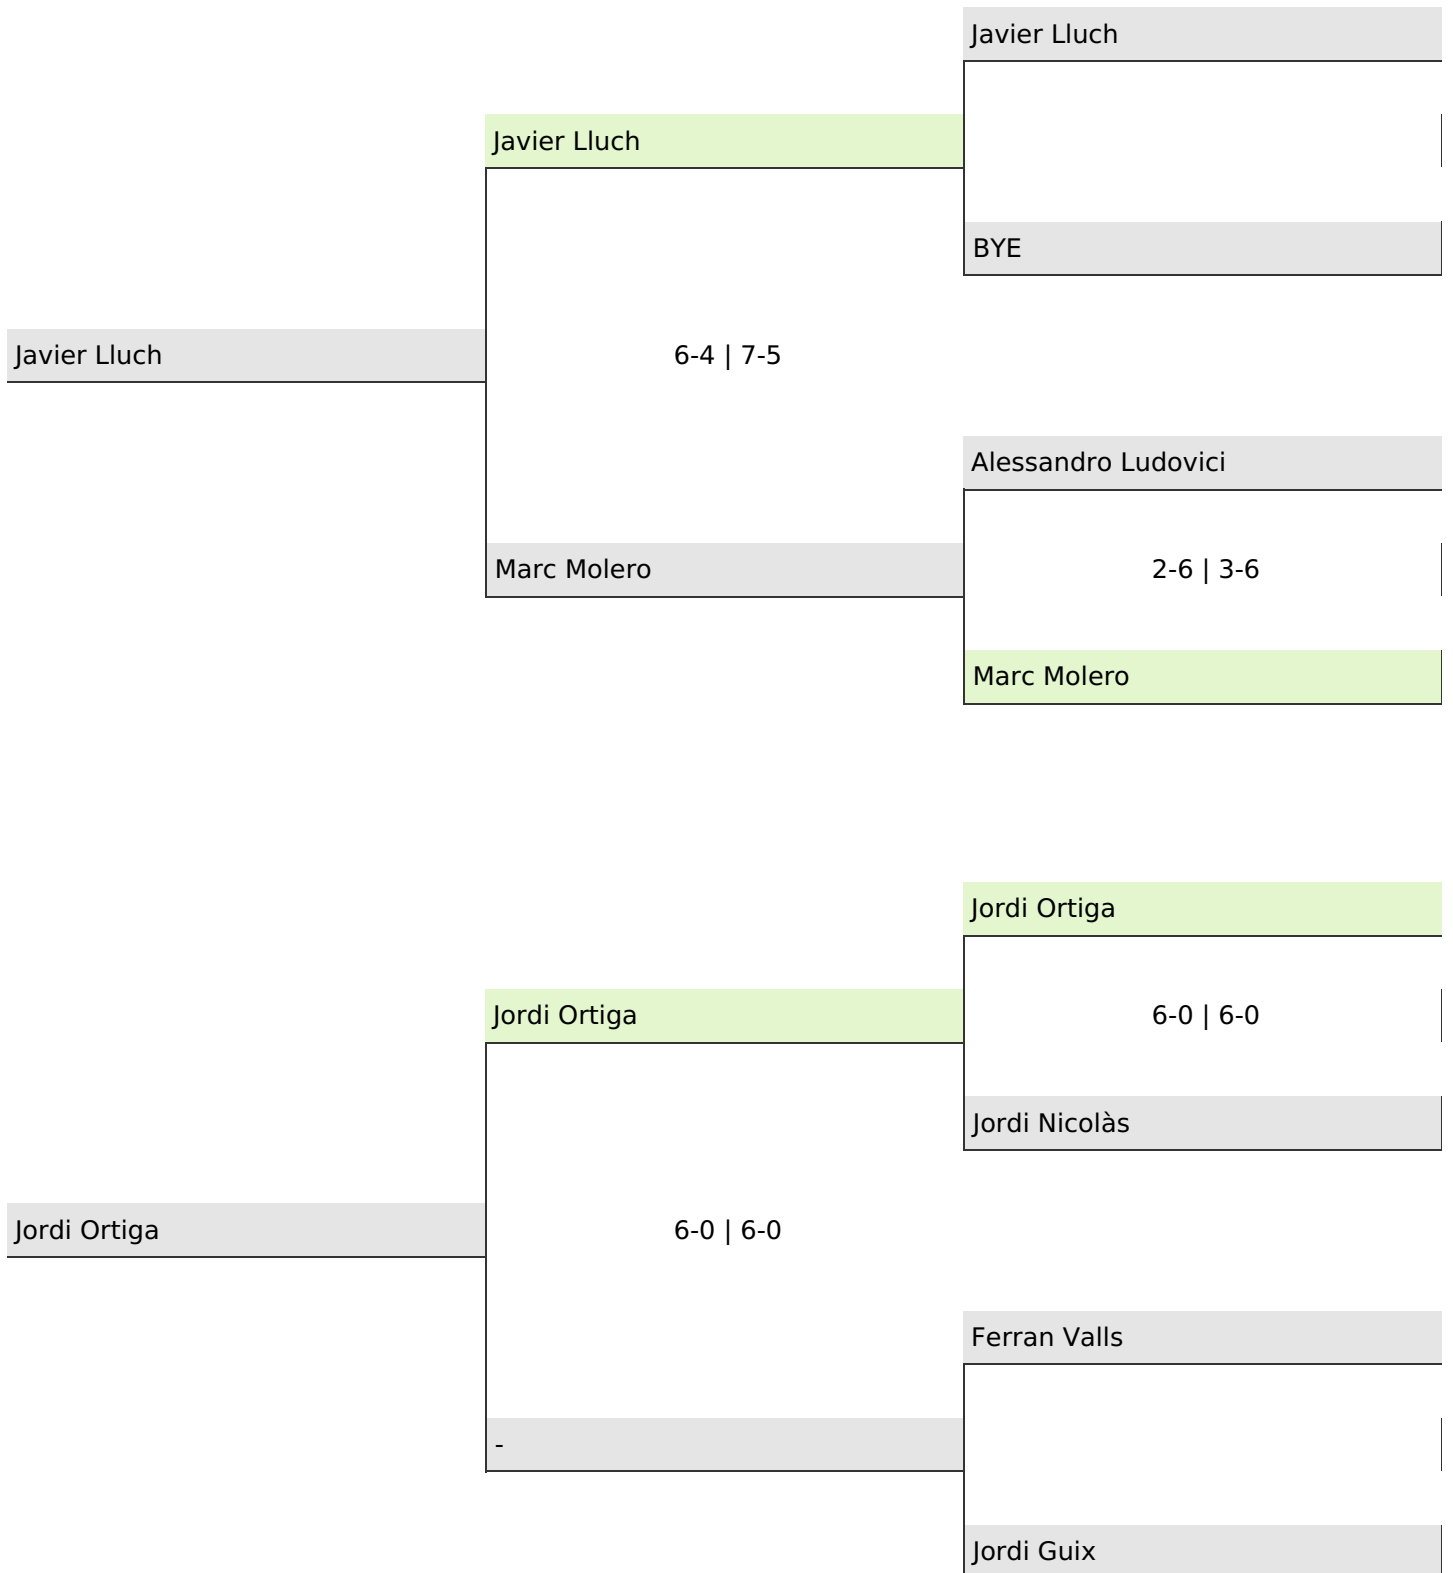 Javier Lluch
Javier Lluch
BYE
Javier Lluch
6-4 | 7-5
Alessandro Ludovici
Marc Molero
2-6 | 3-6
Marc Molero
Jordi Ortiga
Jordi Ortiga
6-0 | 6-0
Jordi Nicolàs
Jordi Ortiga
6-0 | 6-0
Ferran Valls
-
Jordi Guix